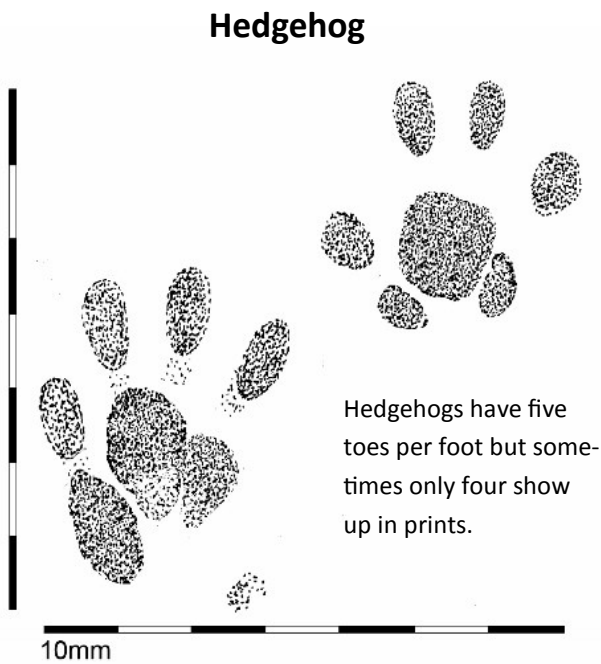 Hedgehog
Hedgehogs have five
toes per foot but some-
times only four show
up in prints.
10mm